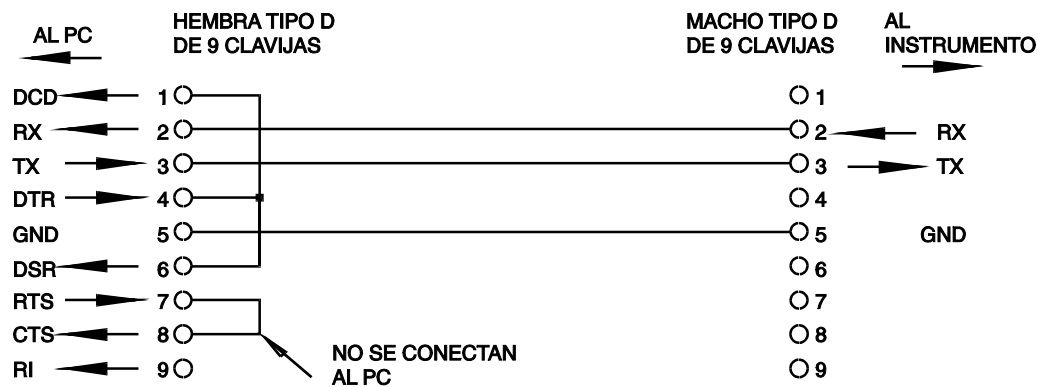 AL PC
HEMBRA TIPO D
DE 9 CLAVIJAS
MACHO TIPO D
DE 9 CLAVIJAS
AL
INSTRUMENTO
DCD 1 1
RX 2 2 RX
TX 3 3 TX
DTR 4 4
GND 5 5 GND
DSR 6 6
RTS 7 7
CTS 8 8
RI 9 9
NO SE CONECTAN
AL PC